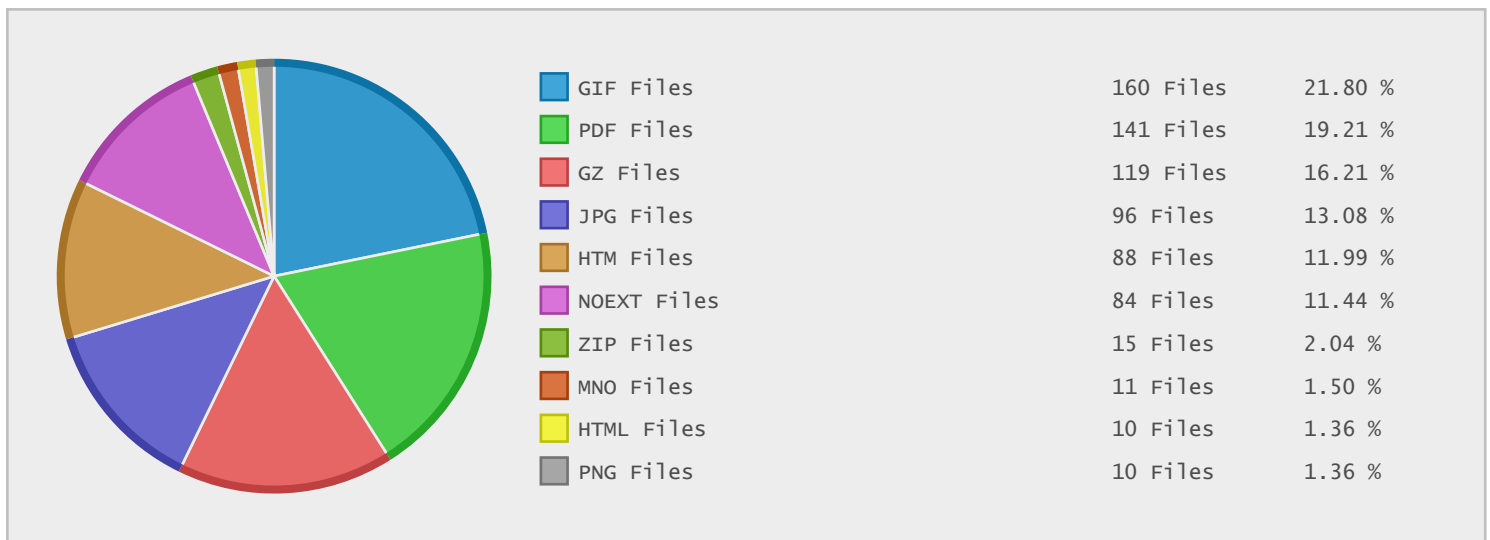 GIF Files 160 Files 21.80 %
PDF Files 141 Files 19.21 %
GZ Files 119 Files 16.21 %
JPG Files 96 Files 13.08 %
HTM Files 88 Files 11.99 %
NOEXT Files 84 Files 11.44 %
ZIP Files 15 Files 2.04 %
MNO Files 11 Files 1.50 %
HTML Files 10 Files 1.36 %
PNG Files 10 Files 1.36 %